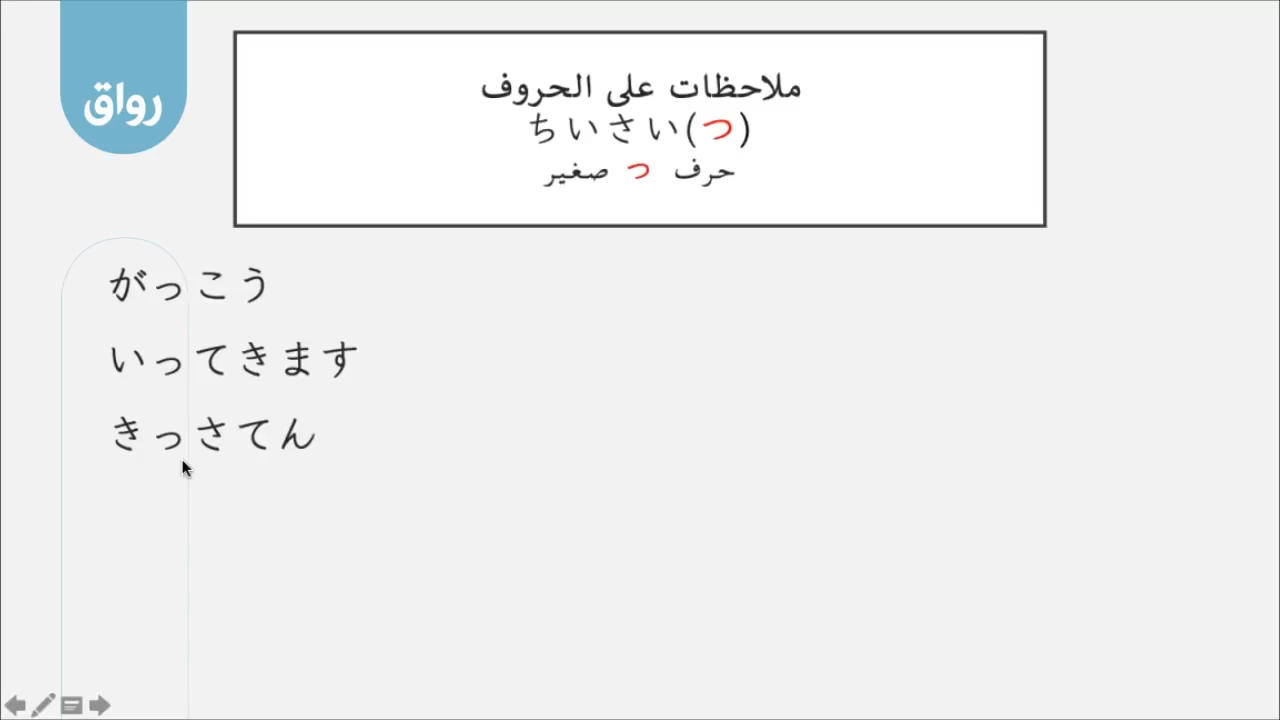 رواق
ملاحظات على الحروف
ちいさい(つ)
حرف つ صغير
がっこう
いってきます
きっさてん